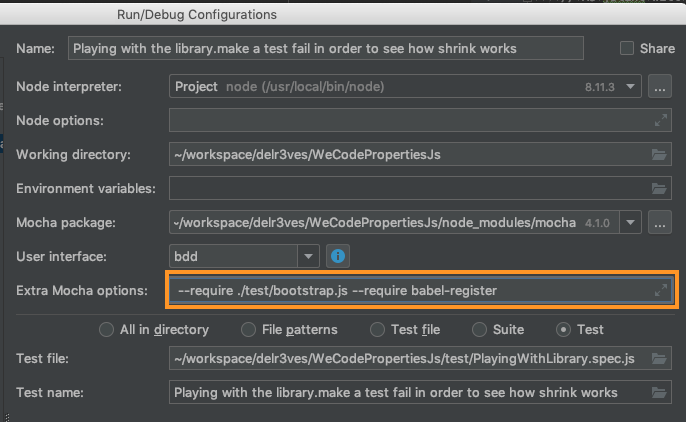 Run/Debug Configurations
Name: Playing with the library.make a test fail in order to see how shrink works Share
Node interpreter: Project node (/usr/local/bin/node) 8.11.3 ...
Node options:
Working directory: ~/workspace/delr3ves/WeCodePropertiesJs
Environment variables:
Mocha package: ~/workspace/delr3ves/WeCodePropertiesJs/node_modules/mocha 4.1.0 ...
User interface: bdd
Extra Mocha options: --require ./test/bootstrap.js --require babel-register
All in directory File patterns Test file Suite Test
Test file: ~/workspace/delr3ves/WeCodePropertiesJs/test/PlayingWithLibrary.spec.js
Test name: Playing with the library.make a test fail in order to see how shrink works